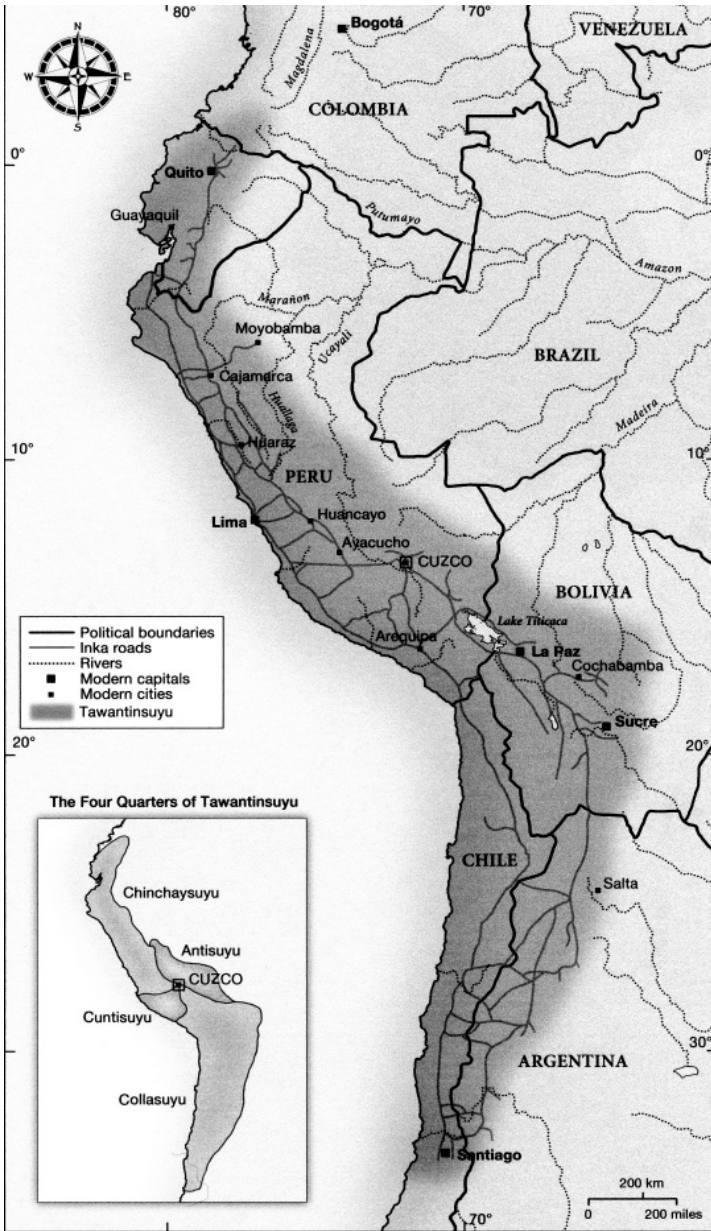 80°
70°
Bogotá
VENEZUELA
Magdalena
N
W
E
S
COLOMBIA
0°
0°
Quito
Putumayo
Guayaquil
Amazon
Marañon
Moyobamba
Ucayali
BRAZIL
Cajamarca
Huallaga
Madeira
Huaraz
10°
10°
PERU
Lima
Huancayo
Ayacucho
CUZCO
BOLIVIA
Lake Titicaca
Political boundaries
Inka roads
Rivers
Modern capitals
Modern cities
Tawantinsuyu
Arequipa
La Paz
Cochabamba
Sucre
20°
20°
The Four Quarters of Tawantinsuyu
CHILE
Salta
Chinchaysuyu
Antisuyu
CUZCO
Cuntisuyu
30°
ARGENTINA
Collasuyu
Santiago
200 km
0
200 miles
70°